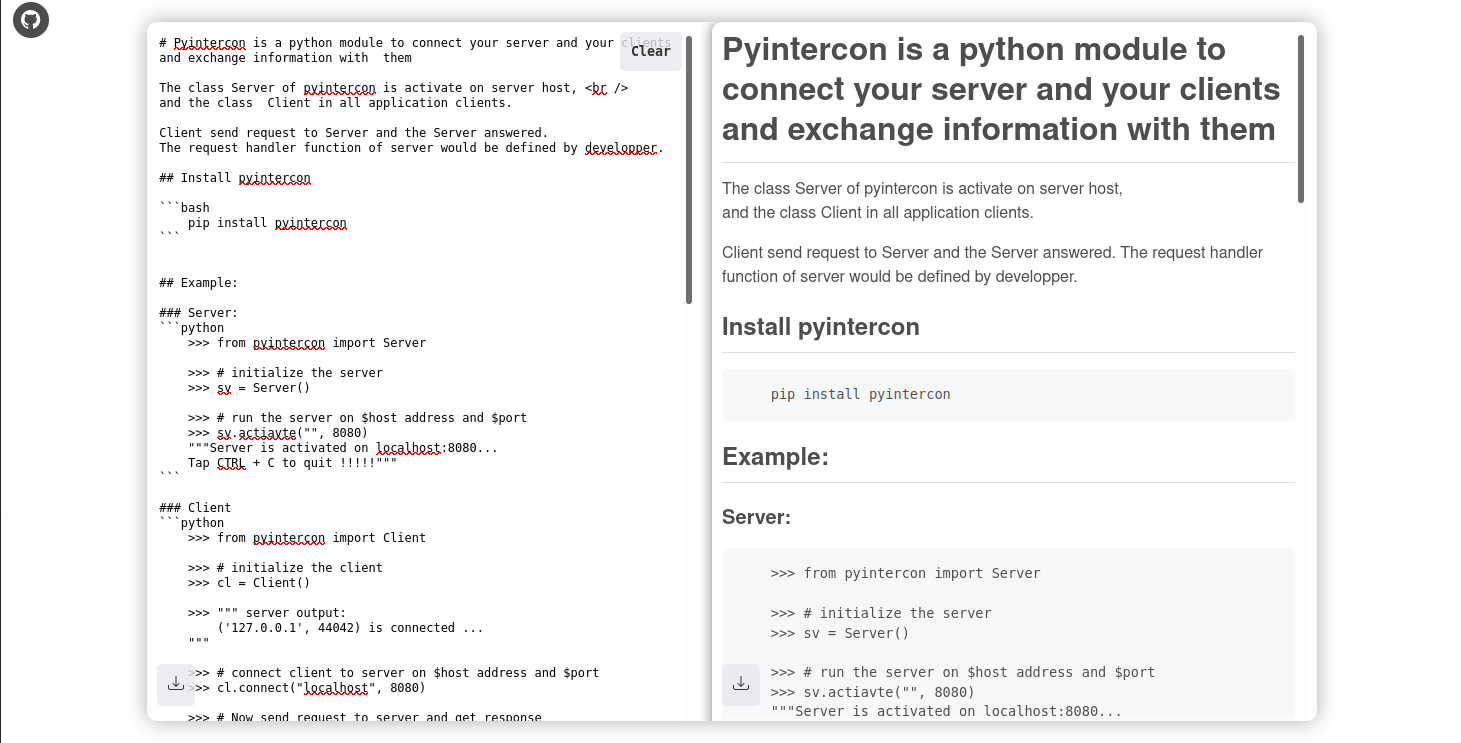 # Pyintercon is a python module to connect your server and your clients
and exchange information with  them
The class Server of pyintercon is activate on server host, <br />
and the class  Client in all application clients.
Client send request to Server and the Server answered.
The request handler function of server would be defined by developper.
## Install pyintercon
```bash
    pip install pyintercon
```
## Example:
### Server:
```python
    >>> from pyintercon import Server
    >>> # initialize the server
    >>> sv = Server()
    >>> # run the server on $host address and $port
    >>> sv.actiavte("", 8080)
    """Server is activated on localhost:8080...
    Tap CTRL + C to quit !!!!!"""
```
### Client
```python
    >>> from pyintercon import Client
    >>> # initialize the client
    >>> cl = Client()
    >>> """ server output:
        ('127.0.0.1', 44042) is connected ...
    """
    >>> # connect client to server on $host address and $port
    >>> cl.connect("localhost", 8080)
    >>> # Now send request to server and get response
Clear
Pyintercon is a python module to
connect your server and your clients
and exchange information with them
The class Server of pyintercon is activate on server host,
and the class Client in all application clients.
Client send request to Server and the Server answered. The request handler
function of server would be defined by developper.
Install pyintercon
pip install pyintercon
Example:
Server:
>>> from pyintercon import Server
>>> # initialize the server
>>> sv = Server()
>>> # run the server on $host address and $port
>>> sv.actiavte("", 8080)
"""Server is activated on localhost:8080...